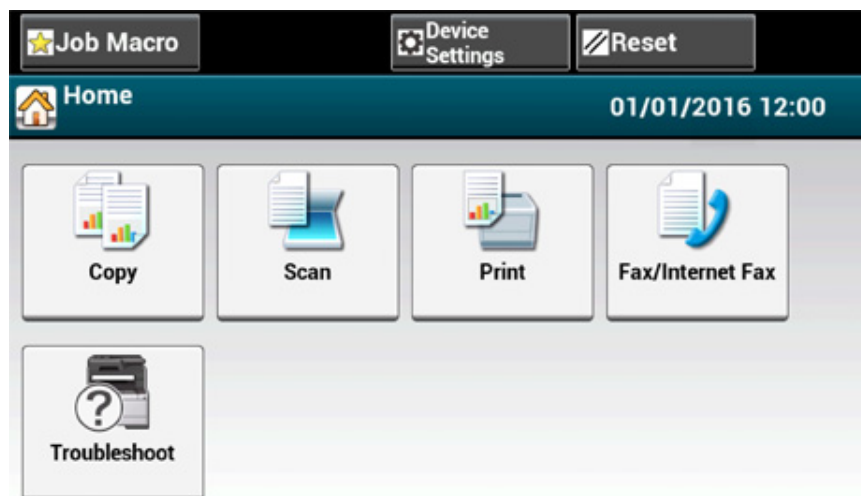 Job Macro
Device
Settings
Reset
Home
01/01/2016 12:00
Copy
Scan
Print
Fax/Internet Fax
Troubleshoot